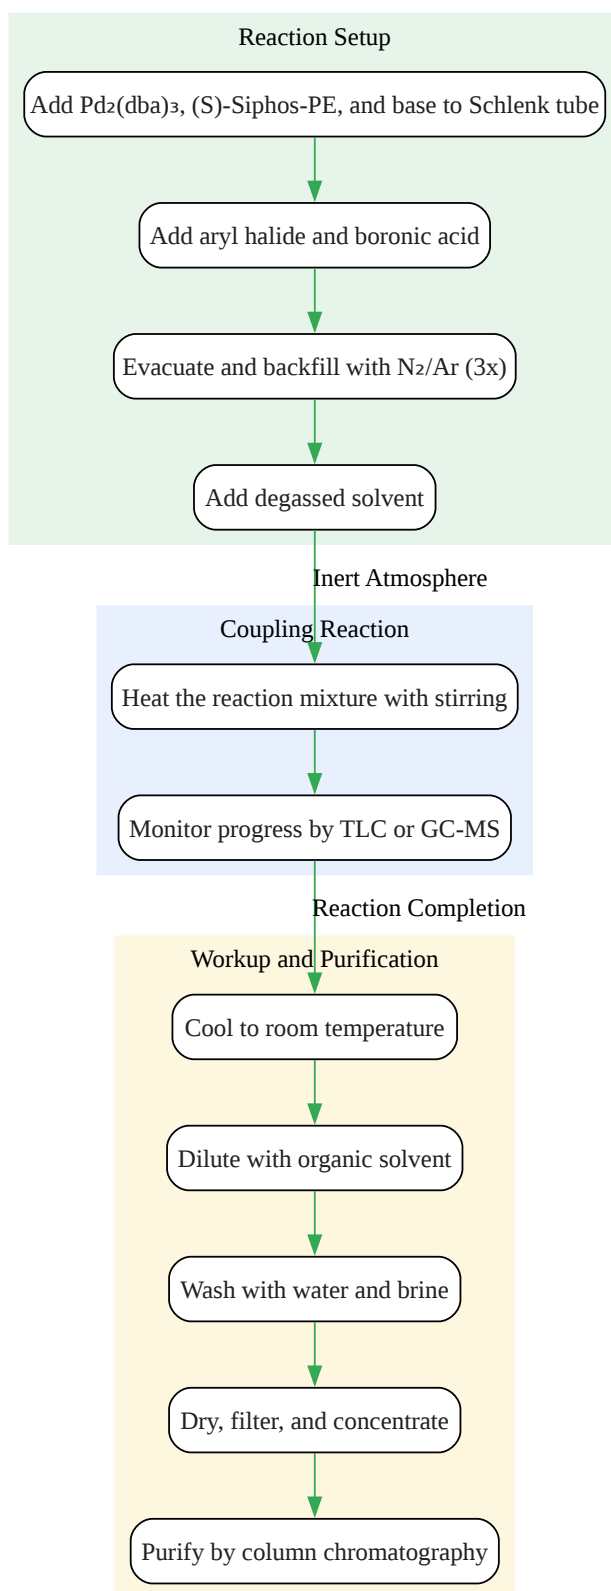 Reaction Setup
Add Pd₂(dba)₃, (S)-Siphos-PE, and base to Schlenk tube
Add aryl halide and boronic acid
Evacuate and backfill with N₂/Ar (3x)
Add degassed solvent
Inert Atmosphere
Coupling Reaction
Heat the reaction mixture with stirring
Monitor progress by TLC or GC-MS
Reaction Completion
Workup and Purification
Cool to room temperature
Dilute with organic solvent
Wash with water and brine
Dry, filter, and concentrate
Purify by column chromatography